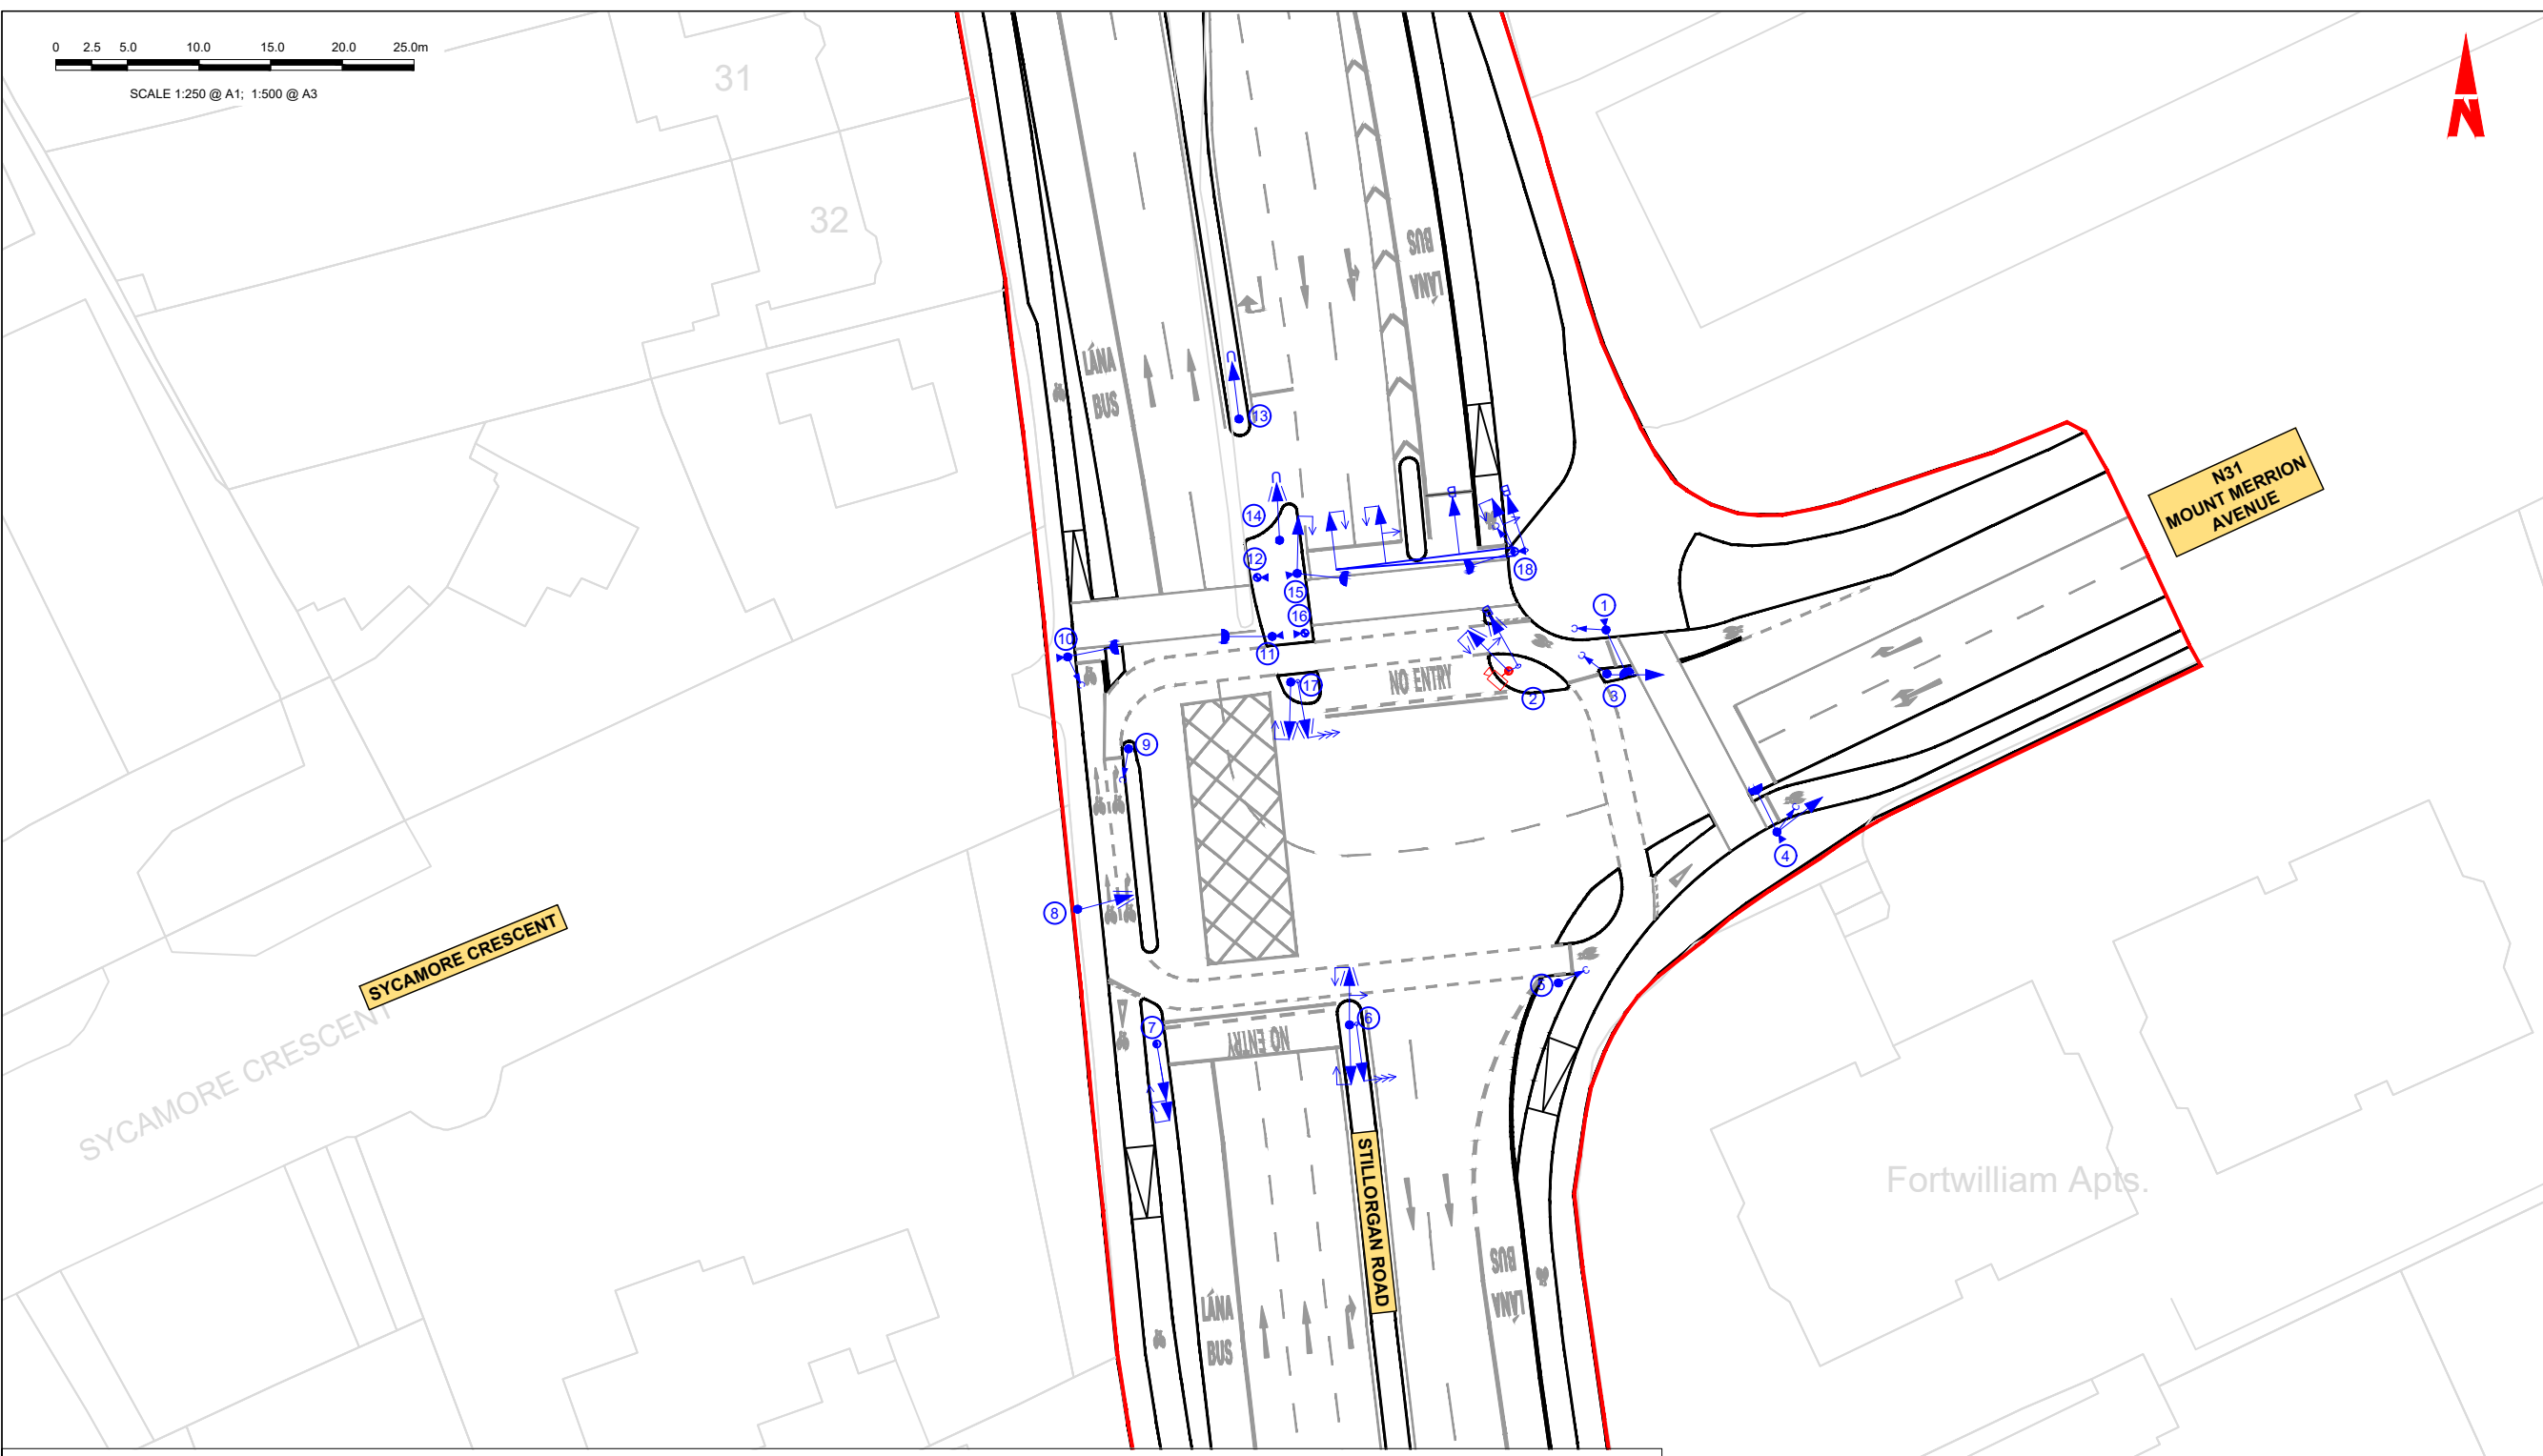 0 2.5 5.0 10.0 15.0 20.0 25.0m
SCALE 1:250 @ A1; 1:500 @ A3
31
32
N
BUS
LÁNA
LÁNA
BUS
N31
MOUNT MERRION
AVENUE
U
13
U
14
B
B
12
15
18
16
1
C
10
11
C
C
17
NO ENTRY
2
3
9
C
C
4
8
SYCAMORE CRESCENT
SYCAMORE CRESCENT
5
C
6
7
NO ENTRY
STILLORGAN ROAD
Fortwilliam Apts.
BUS
LÁNA
LÁNA
BUS